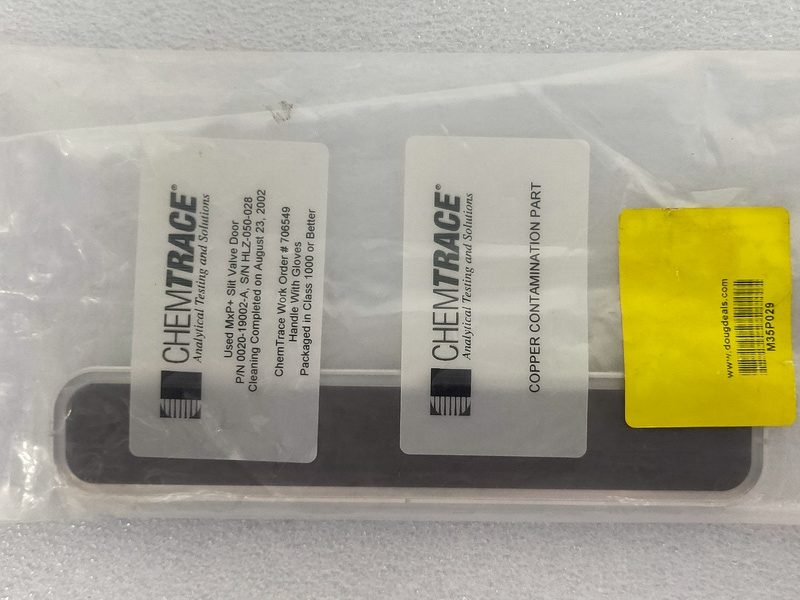 CHEMTRACE®
Analytical Testing and Solutions
Used MxP+ Slit Valve Door
P/N 0020-19002-A, S/N HLZ-050-028
Cleaning Completed on August 23, 2002
ChemTrace Work Order # 706549
Handle With Gloves
Packaged in Class 1000 or Better
CHEMTRACE®
Analytical Testing and Solutions
COPPER CONTAMINATION PART
www.dougdeals.com
M35P029